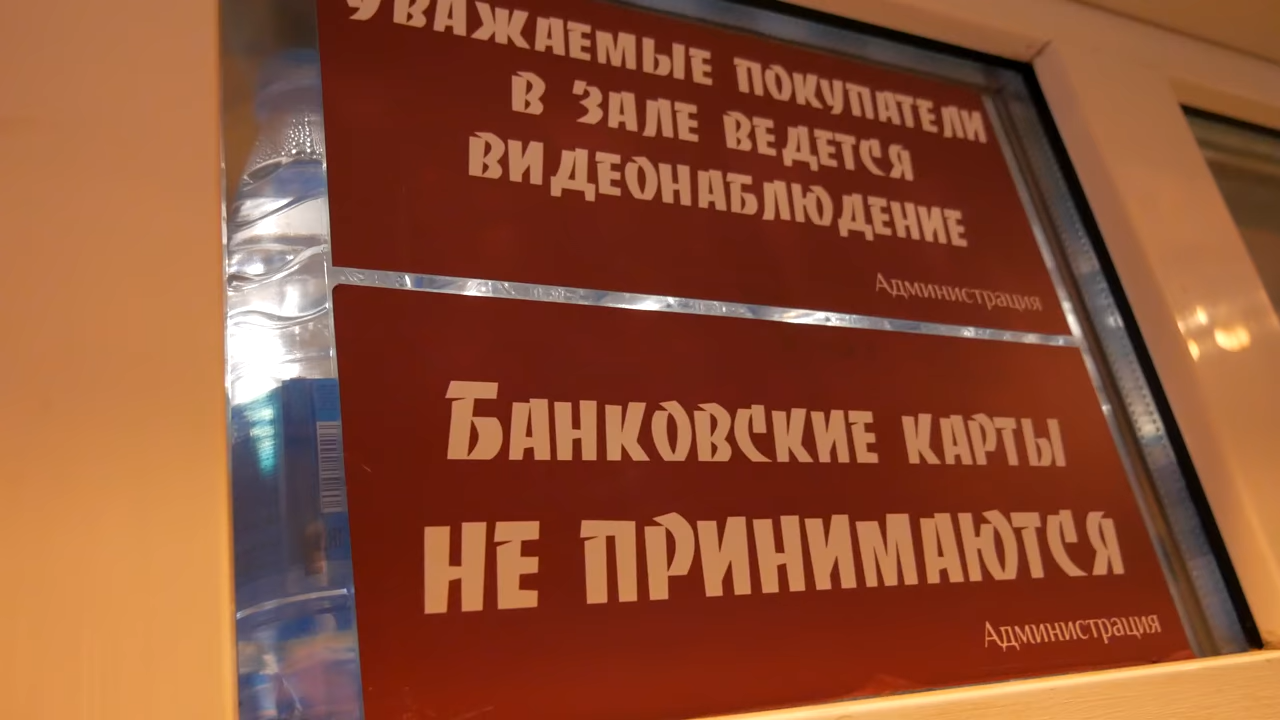 Уважаемые покупатели
в зале ведется
видеонаблюдение
Администрация
Банковские карты
не принимаются
Администрация